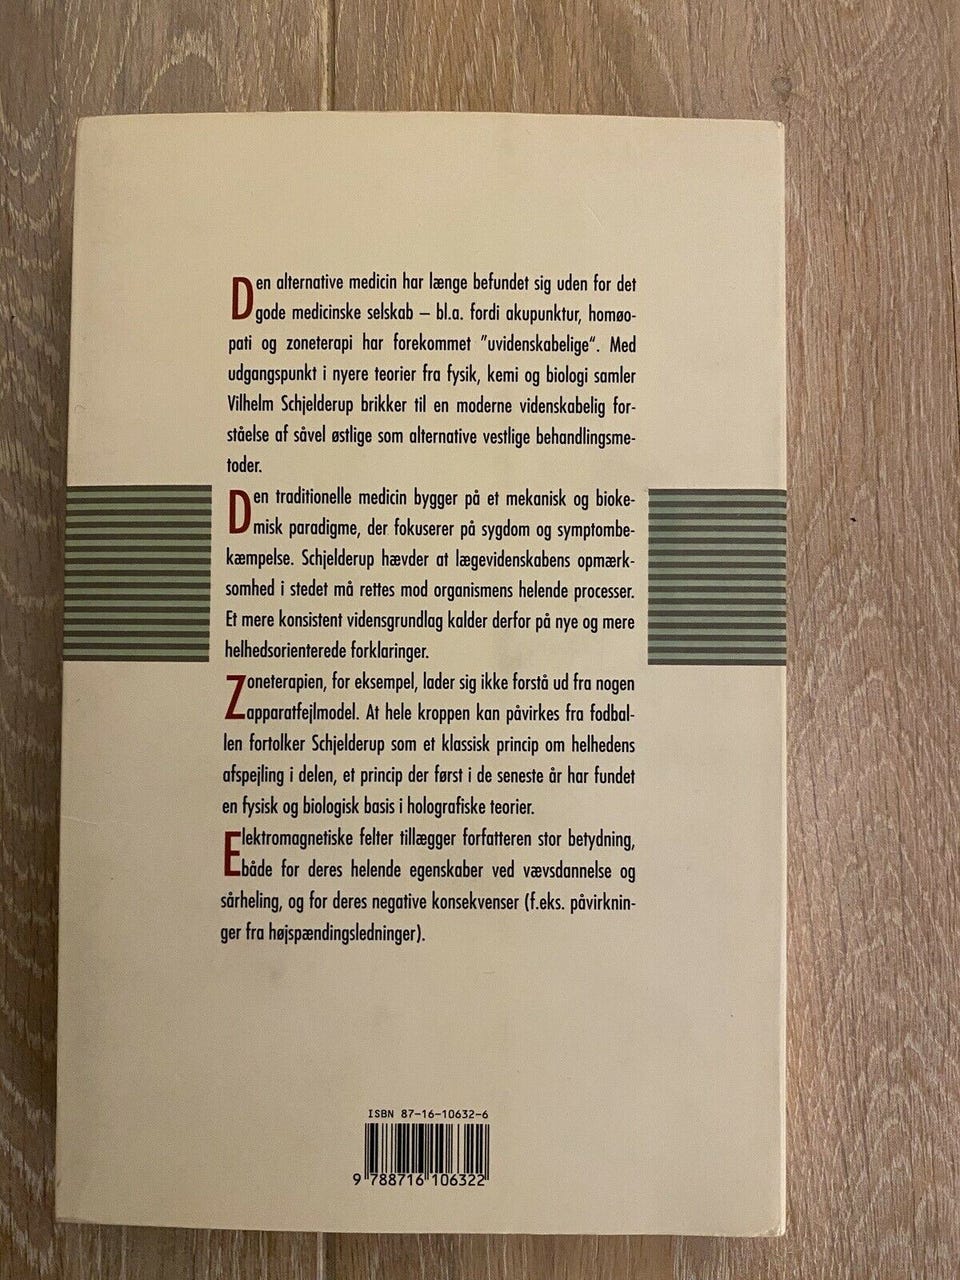 Den alternative medicin har længe befundet sig uden for det
gode medicinske selskab – bl.a. fordi akupunktur, homøo-
pati og zoneterapi har forekommet "uvidenskabelige“. Med
udgangspunkt i nyere teorier fra fysik, kemi og biologi samler
Vilhelm Schjelderup brikker til en moderne videnskabelig for-
ståelse af såvel østlige som alternative vestlige behandlingsme-
toder.
Den traditionelle medicin bygger på et mekanisk og bioke-
misk paradigme, der fokuserer på sygdom og symptombe-
kæmpelse. Schjelderup hævder at lægevidenskabens opmærk-
somhed i stedet må rettes mod organismens helende processer.
Et mere konsistent vidensgrundlag kalder derfor på nye og mere
helhedsorienterede forklaringer.
Zoneterapien, for eksempel, lader sig ikke forstå ud fra nogen
apparatfejlmodel. At hele kroppen kan påvirkes fra fodbal-
len fortolker Schjelderup som et klassisk princip om helhedens
afspejling i delen, et princip der først i de seneste år har fundet
en fysisk og biologisk basis i holografiske teorier.
Elektromagnetiske felter tillægger forfatteren stor betydning,
både for deres helende egenskaber ved vævsdannelse og
sårheling, og for deres negative konsekvenser (f.eks. påvirknin-
ger fra højspændingsledninger).
ISBN 87-16-10632-6
9 788716 106322